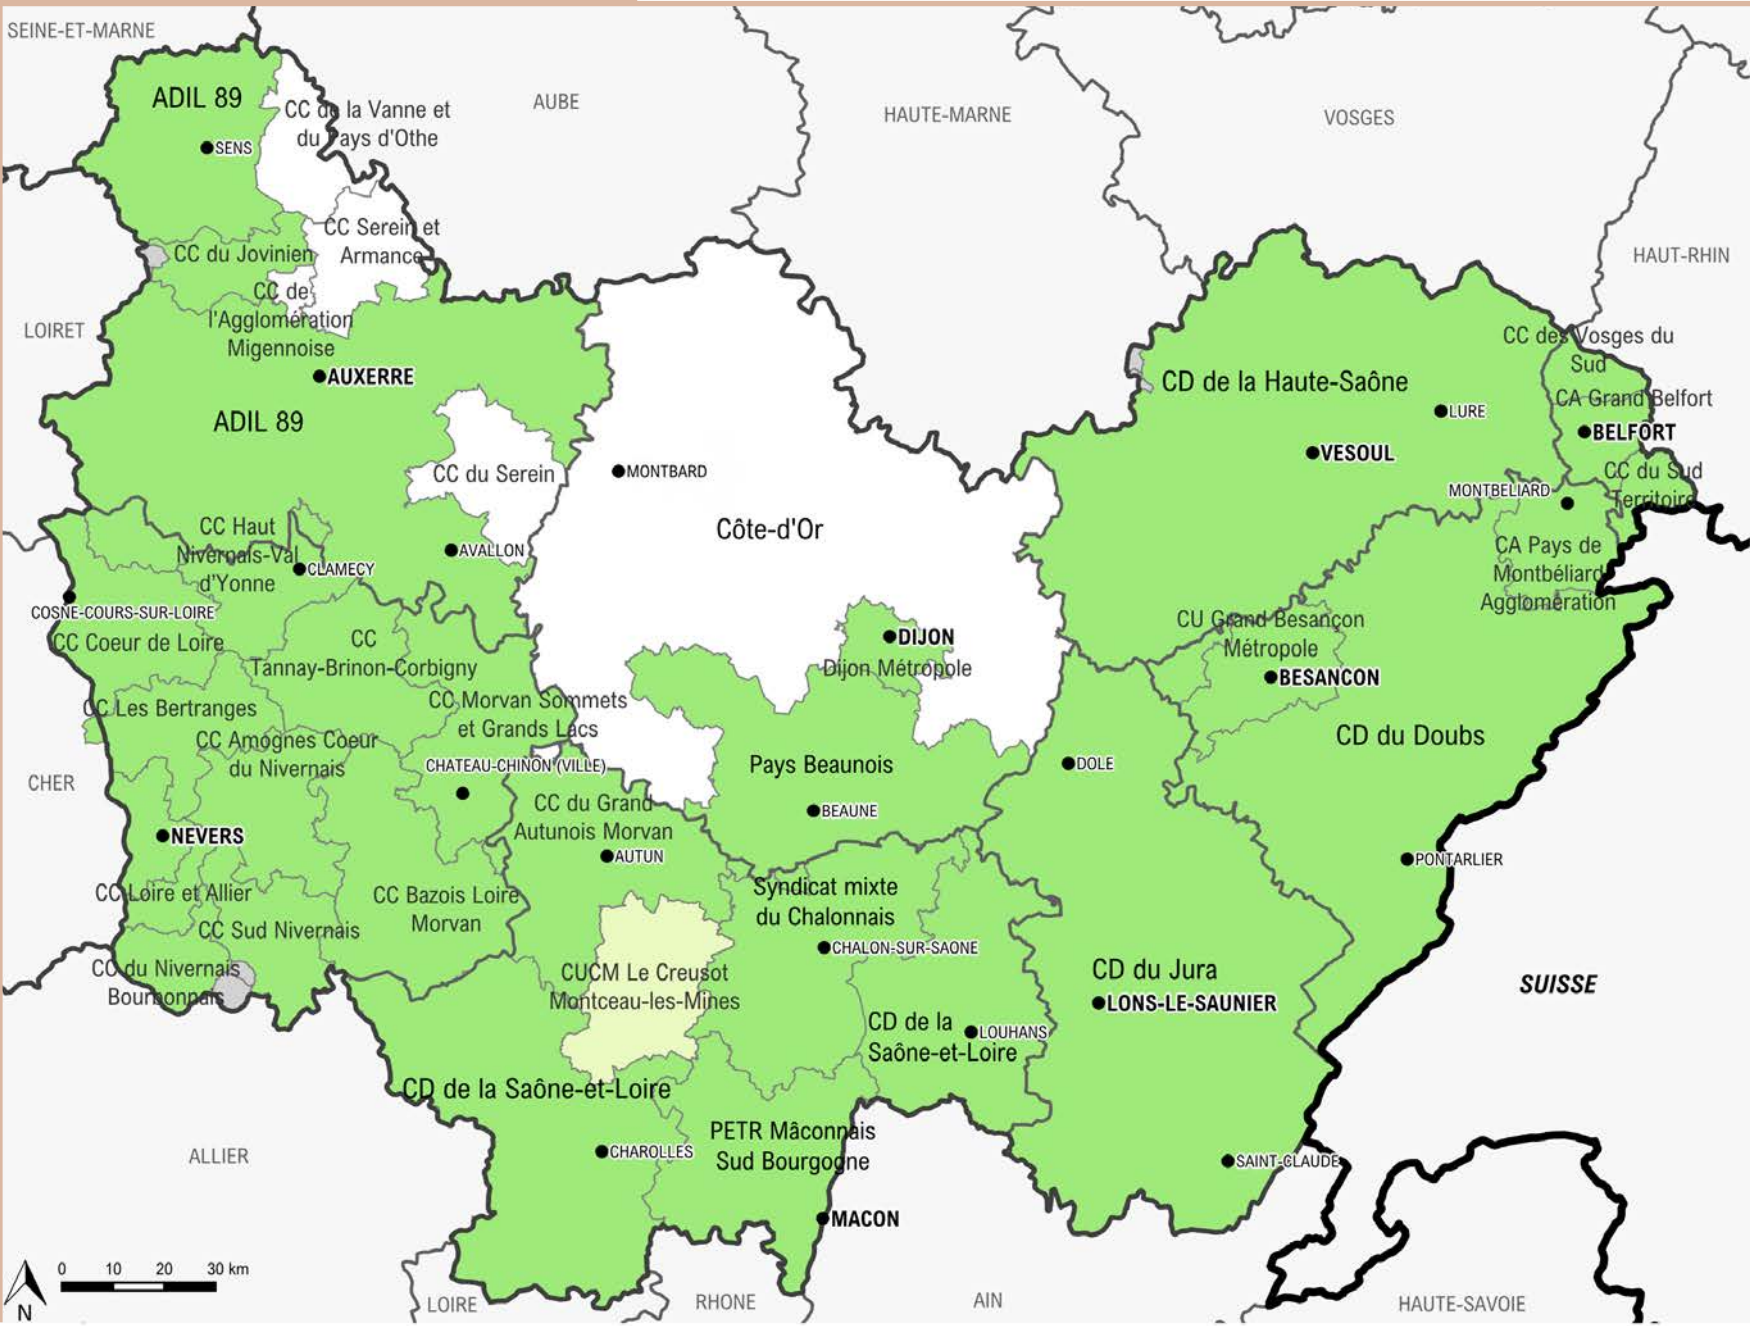 SEINE-ET-MARNE
AUBE
HAUTE-MARNE
VOSGES
HAUT-RHIN
ADIL 89
SENS
CC de la Vanne et
du Pays d'Othe
CC Serein et
Armance
CC du Jovinien
CC de
l'Agglomération
Migennoise
LOIRET
AUXERRE
ADIL 89
CC du Serein
MONTBARD
Côte-d'Or
CD de la Haute-Saône
LURE
VESOUL
CC des Vosges du
Sud
CA Grand Belfort
BELFORT
CC du Sud
Territoire
MONTBELIARD
CA Pays de
Montbéliard
Agglomération
CC Haut
Nivernais-Val
d'Yonne
CLAMECY
AVALLON
COSNE-COURS-SUR-LOIRE
CC Coeur de Loire
CC
Tannay-Brinon-Corbigny
DIJON
Dijon Métropole
CU Grand Besançon
Métropole
BESANCON
CD du Doubs
CC Les Bertranges
CC Morvan Sommets
et Grands Lacs
CC Amognes Coeur
du Nivernais
CHATEAU-CHINON (VILLE)
CHER
Pays Beaunois
BEAUNE
DOLE
CC du Grand
Autunois Morvan
AUTUN
NEVERS
PONTARLIER
CC Loire et Allier
CC Bazois Loire
Morvan
CC Sud Nivernais
Syndicat mixte
du Chalonnais
CHALON-SUR-SAONE
CC du Nivernais
Bourbonnais
CUCM Le Creusot
Montceau-les-Mines
CD du Jura
LONS-LE-SAUNIER
SUISSE
CD de la
Saône-et-Loire
LOUHANS
CD de la Saône-et-Loire
PETR Mâconnais
Sud Bourgogne
CHAROLLES
MACON
SAINT-CLAUDE
ALLIER
LOIRE
RHONE
AIN
HAUTE-SAVOIE
0 10 20 30 km
N